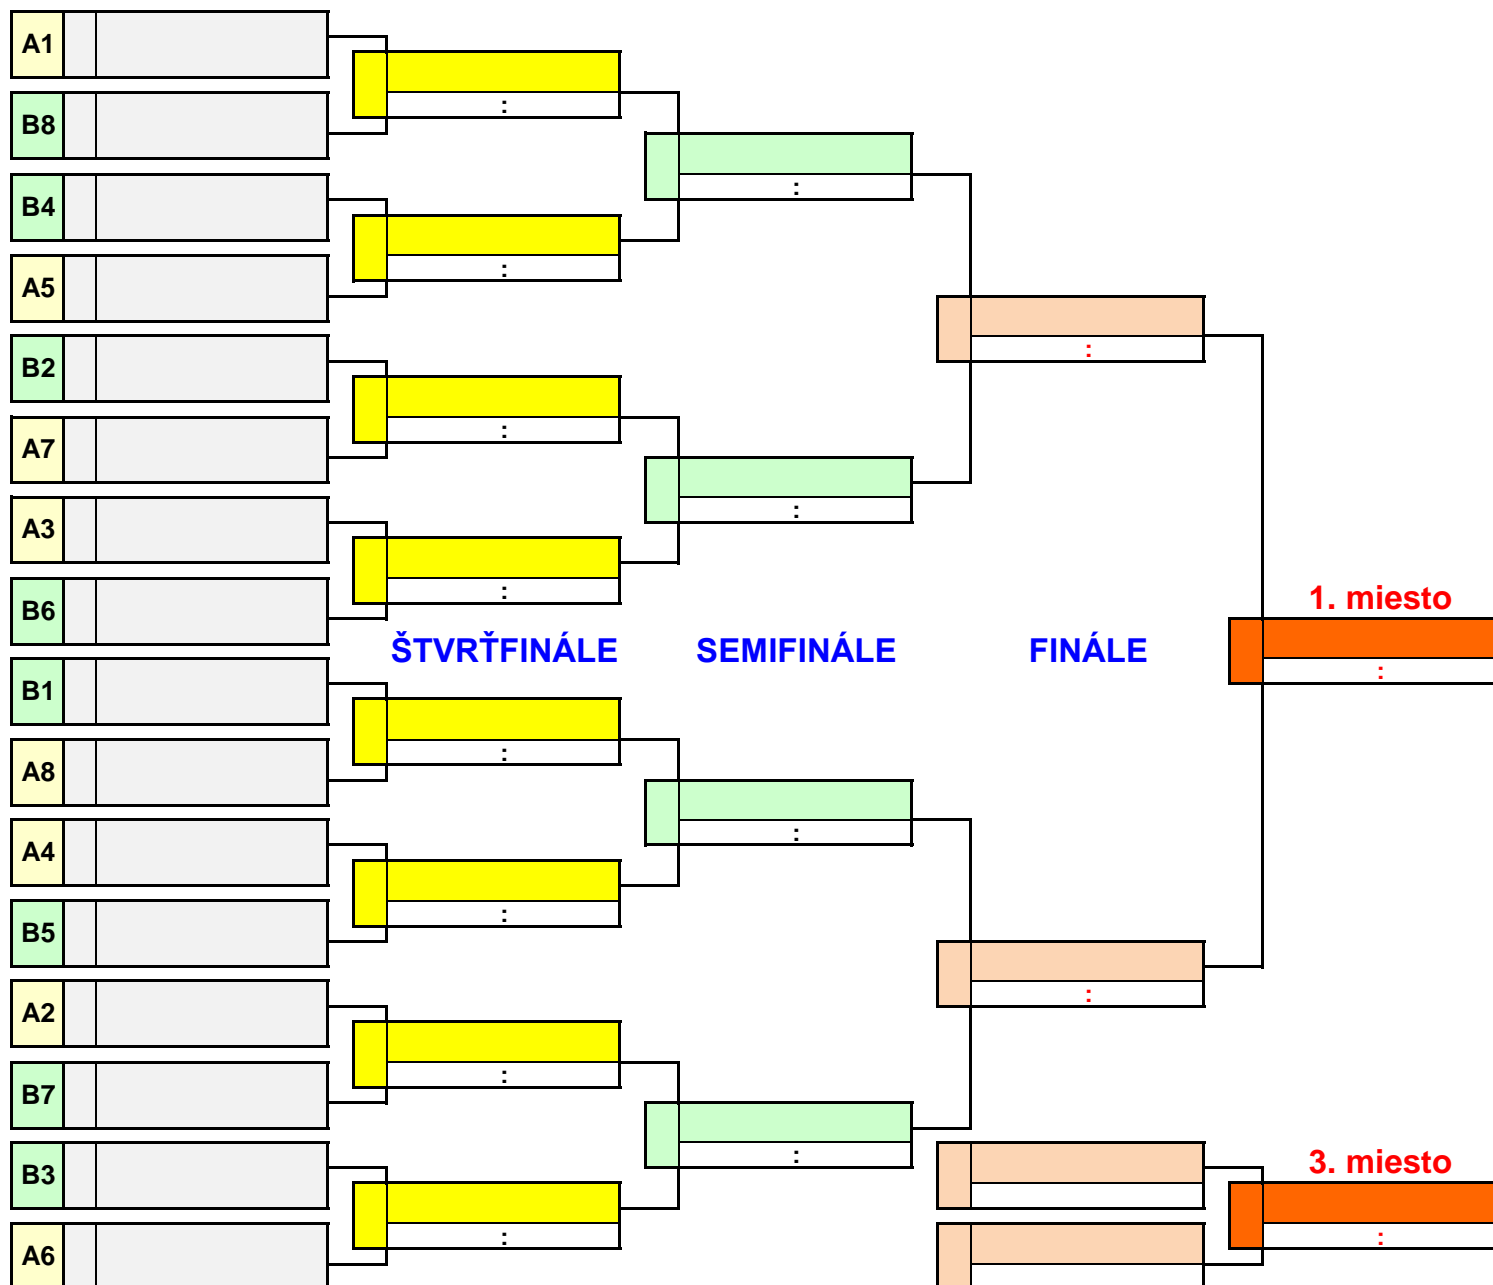 A1
:
B8
:
B4
:
A5
:
B2
:
A7
:
A3
:
B6
1. miesto
ŠTVRŤFINÁLE SEMIFINÁLE FINÁLE
:
B1
:
A8
:
A4
:
B5
:
A2
:
B7
:
B3
3. miesto
:
:
A6